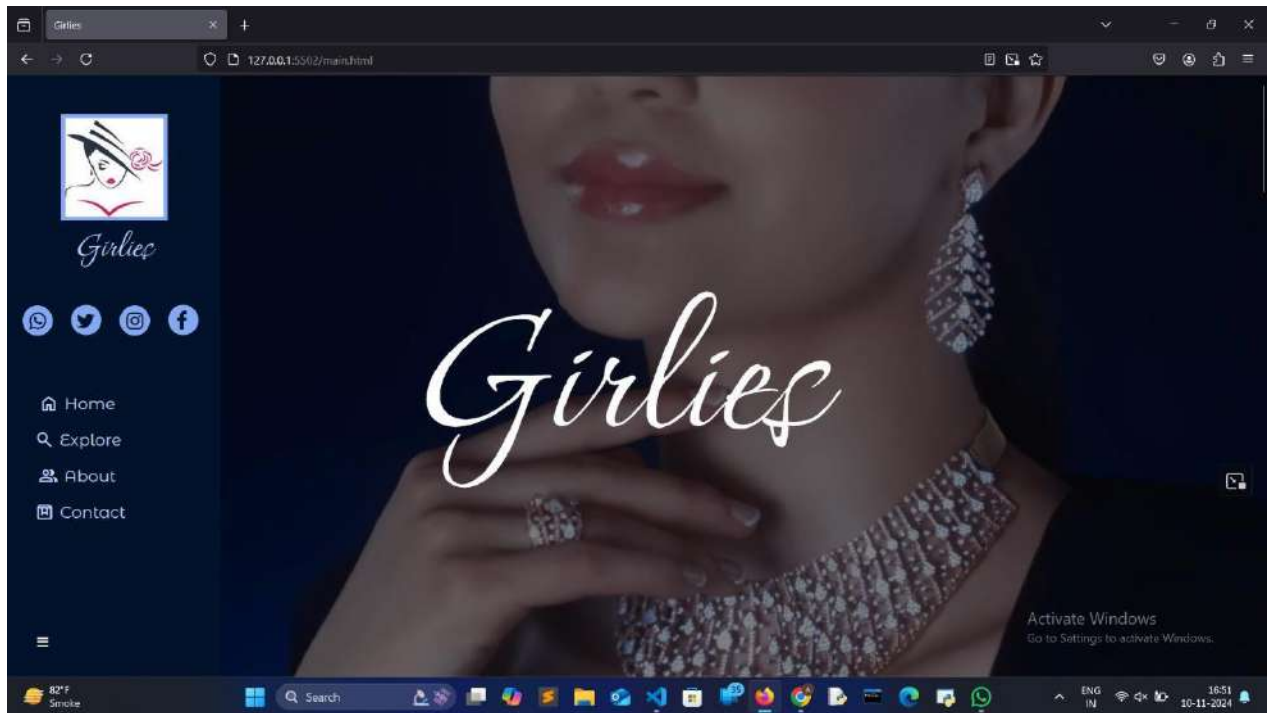 Girlies
127.0.0.1:5502/main.html
Girlies
Home
Explore
About
Contact
Girlies
Activate Windows
Go to Settings to activate Windows.
82°F
Smoke
Search
35
ENG
IN
16:51
10-11-2024